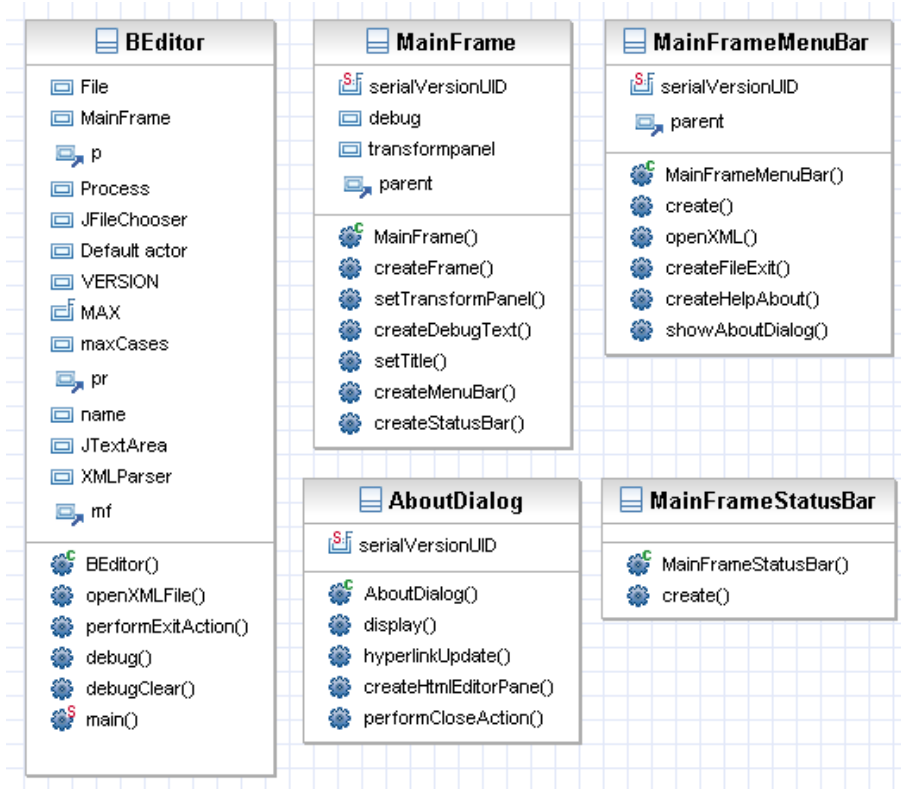 BEditor
File
MainFrame
p
Process
JFileChooser
Default actor
VERSION
MAX
maxCases
pr
name
JTextArea
XMLParser
mf
BEditor()
openXMLFile()
performExitAction()
debug()
debugClear()
main()
MainFrame
serialVersionUID
debug
transformpanel
parent
MainFrame()
createFrame()
setTransformPanel()
createDebugText()
setTitle()
createMenuBar()
createStatusBar()
MainFrameMenuBar
serialVersionUID
parent
MainFrameMenuBar()
create()
openXML()
createFileExit()
createHelpAbout()
showAboutDialog()
AboutDialog
serialVersionUID
AboutDialog()
display()
hyperlinkUpdate()
createHtmlEditorPane()
performCloseAction()
MainFrameStatusBar
MainFrameStatusBar()
create()